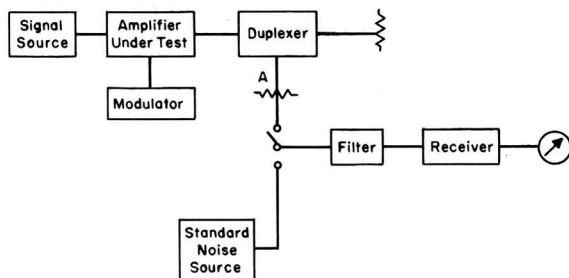 Signal
Source
Amplifier
Under Test
Duplexer
Modulator
A
Filter
Receiver
Standard
Noise
Source